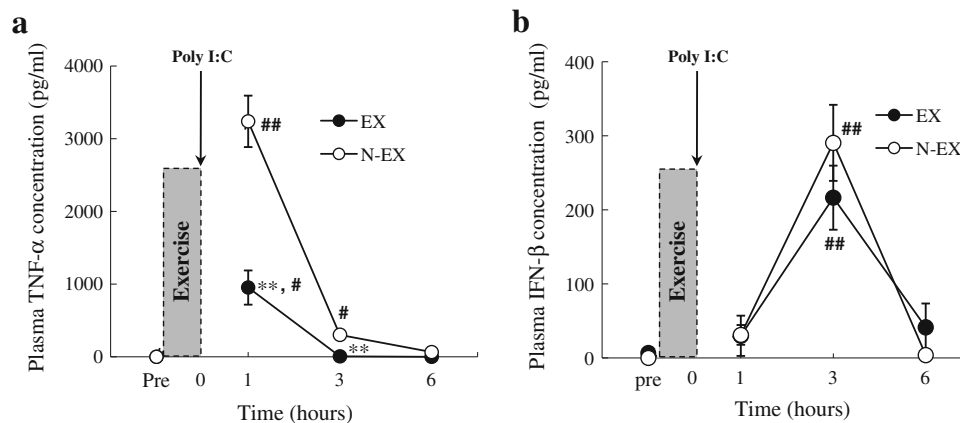 a
Poly I:C
Plasma TNF-α concentration (pg/ml)
4000
3000
2000
1000
0
Exercise
EX
N-EX
##
**, #
#
**
Pre 0 1 3 6
Time (hours)
b
Poly I:C
Plasma IFN-β concentration (pg/ml)
400
300
200
100
0
Exercise
EX
N-EX
##
##
pre 0 1 3 6
Time (hours)